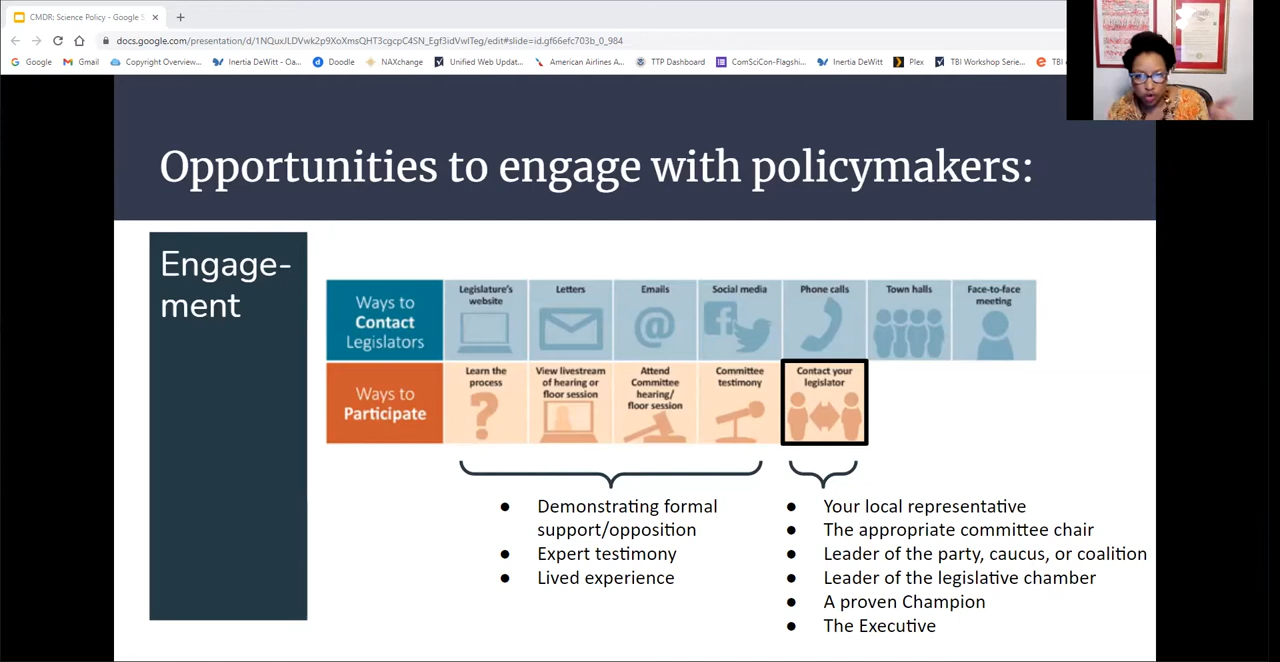 CMDR: Science Policy - Google S
docs.google.com/presentation/d/1NQuxJLDVwk2p9XoXmsQHT3cgcpG8tN_Egf3idVwlTeg/edit#slide=id.gf66efc703b_0_984
Google Gmail Copyright Overview... Inertia DeWitt - Oa... Doodle NAXchange Unified Web Updat... American Airlines A... TTP Dashboard ComSciCon-Flagshi... Inertia DeWitt Plex TBI Workshop Serie... TBI
Opportunities to engage with policymakers:
Engage-
ment
Ways to
Contact
Legislators
Legislature's
website
Letters
Emails
Social media
Phone calls
Town halls
Face-to-face
meeting
Ways to
Participate
Learn the
process
View livestream
of hearing or
floor session
Attend
Committee
hearing/
floor session
Committee
testimony
Contact your
legislator
● Demonstrating formal
support/opposition
● Expert testimony
● Lived experience
● Your local representative
● The appropriate committee chair
● Leader of the party, caucus, or coalition
● Leader of the legislative chamber
● A proven Champion
● The Executive